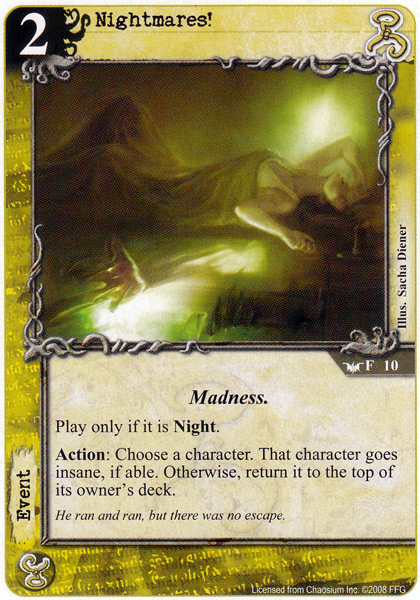 2
Nightmares!
Illus. Sacha Diener
F 10
Madness.
Play only if it is Night.
Action: Choose a character. That character goes
insane, if able. Otherwise, return it to the top
of its owner's deck.
He ran and ran, but there was no escape.
Event
Licensed from Chaosium Inc. ©2008 FFG